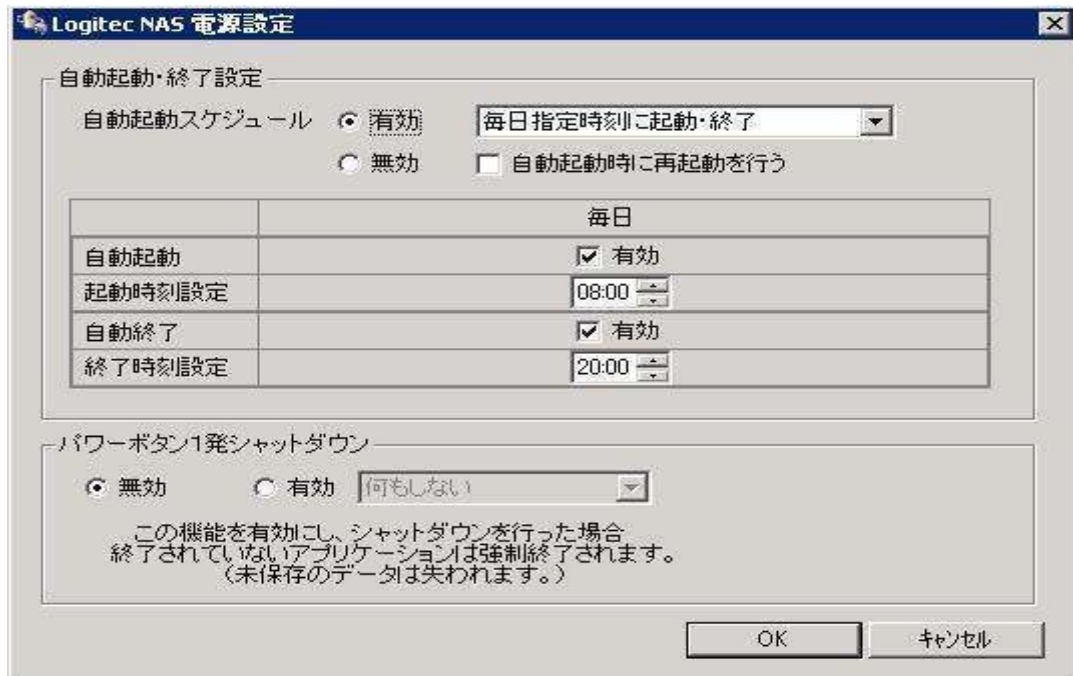 Logitec NAS 電源設定
自動起動・終了設定
自動起動スケジュール 有効 毎日指定時刻に起動・終了
無効 自動起動時に再起動を行う
毎日
自動起動 有効
起動時刻設定 08:00
自動終了 有効
終了時刻設定 20:00
パワーボタン1発シャットダウン
無効 有効 何もしない
この機能を有効にし、シャットダウンを行った場合
終了されていないアプリケーションは強制終了されます。
（未保存のデータは失われます。）
OK キャンセル